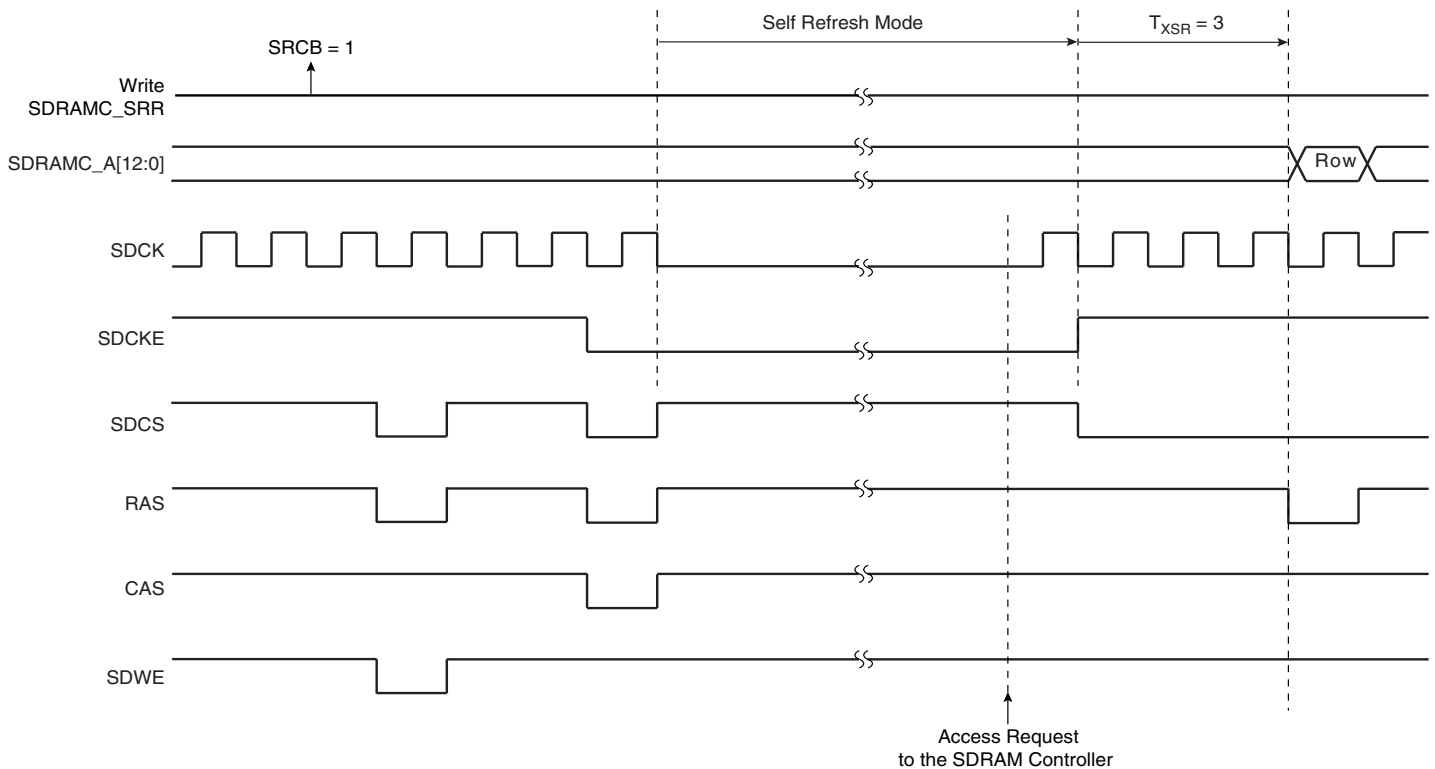 Self Refresh Mode
TXSR = 3
SRCB = 1
Write
SDRAMC_SRR
SDRAMC_A[12:0]
Row
SDCK
SDCKE
SDCS
RAS
CAS
SDWE
Access Request
to the SDRAM Controller